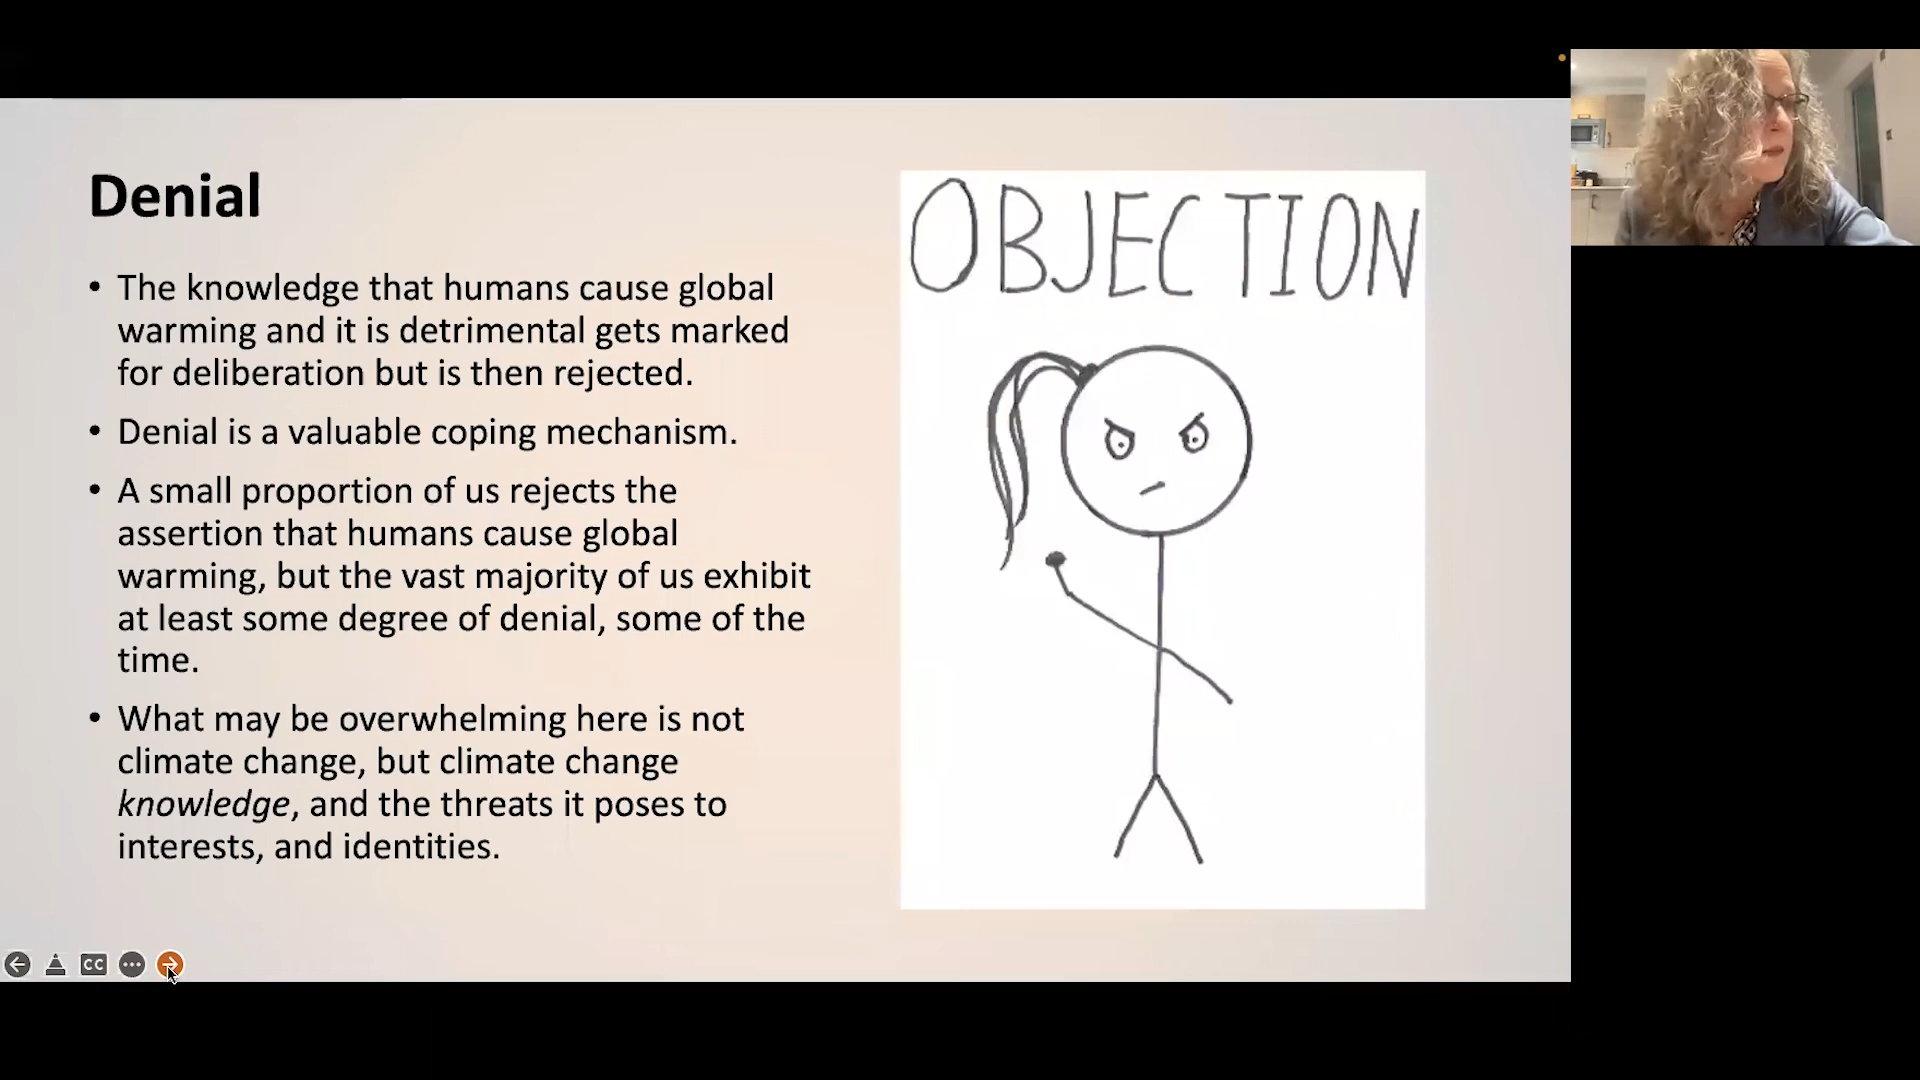 Denial
• The knowledge that humans cause global
warming and it is detrimental gets marked
for deliberation but is then rejected.
• Denial is a valuable coping mechanism.
• A small proportion of us rejects the
assertion that humans cause global
warming, but the vast majority of us exhibit
at least some degree of denial, some of the
time.
• What may be overwhelming here is not
climate change, but climate change
knowledge, and the threats it poses to
interests, and identities.
OBJECTION
CC